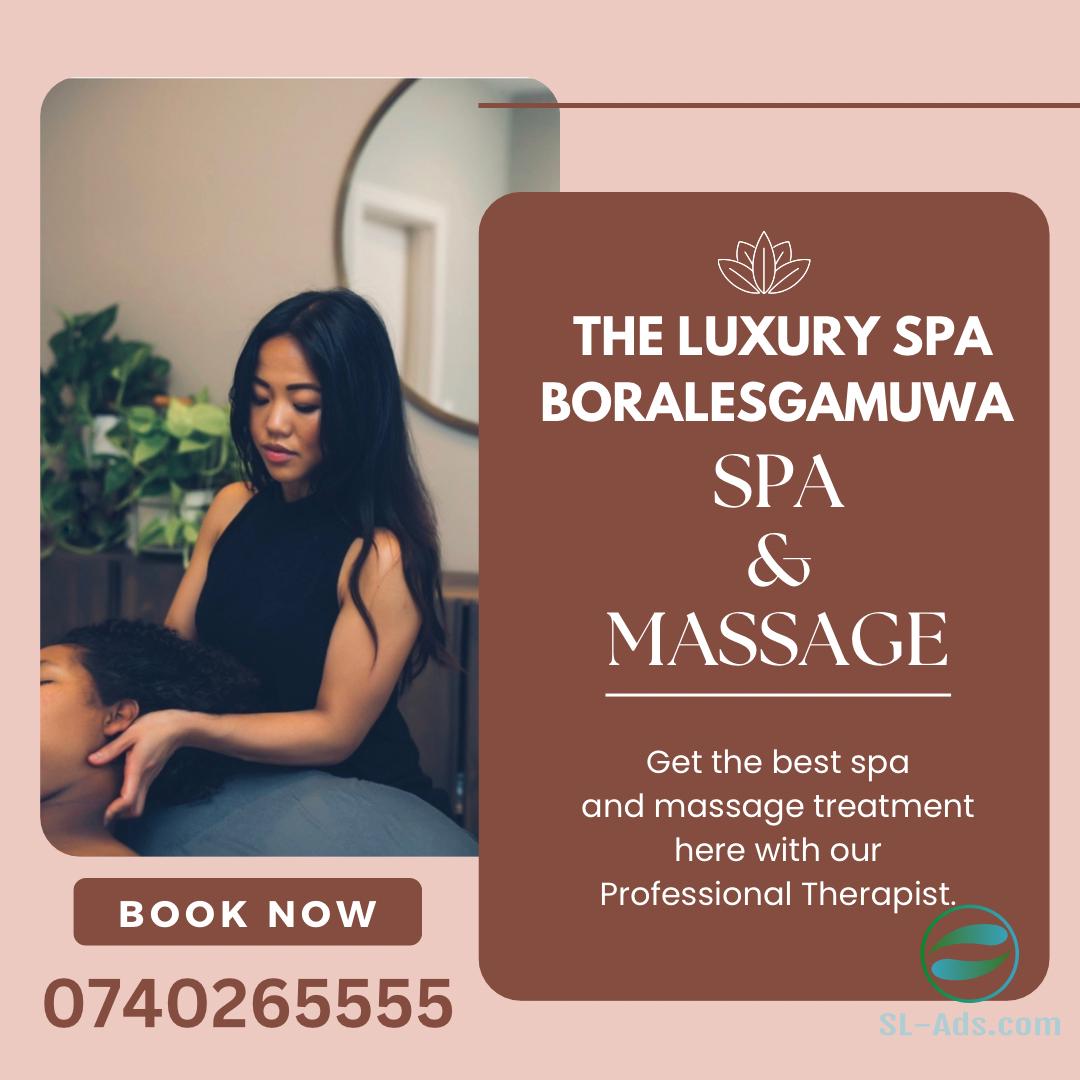 THE LUXURY SPA
BORALESGAMUWA
SPA
&
MASSAGE
Get the best spa
and massage treatment
here with our
Professional Therapist.
BOOK NOW
0740265555
SL-Ads.com